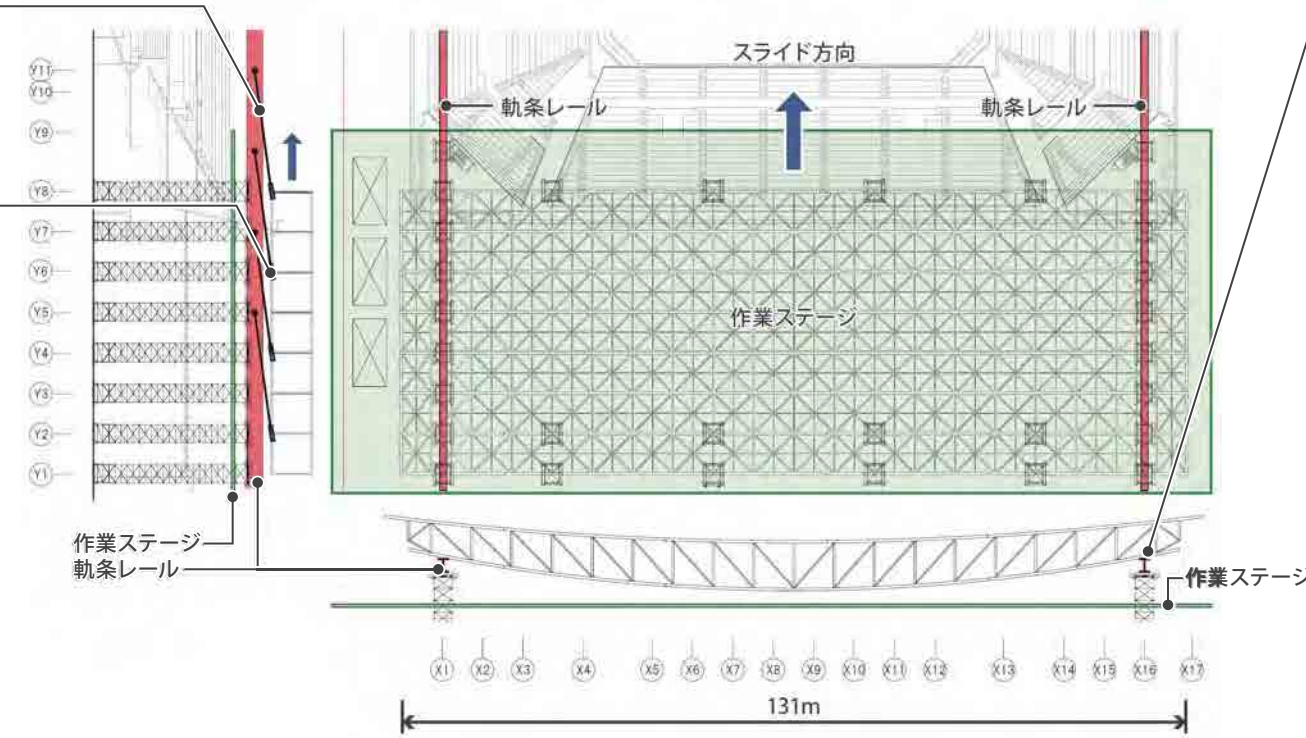 スライド方向
軌条レール
軌条レール
作業ステージ
Y11
Y10
Y9
Y8
Y7
Y6
Y5
Y4
Y3
Y2
Y1
作業ステージ
軌条レール
作業ステージ
X1 X2 X3 X4 X5 X6 X7 X8 X9 X10 X11 X12 X13 X14 X15 X16 X17
131m